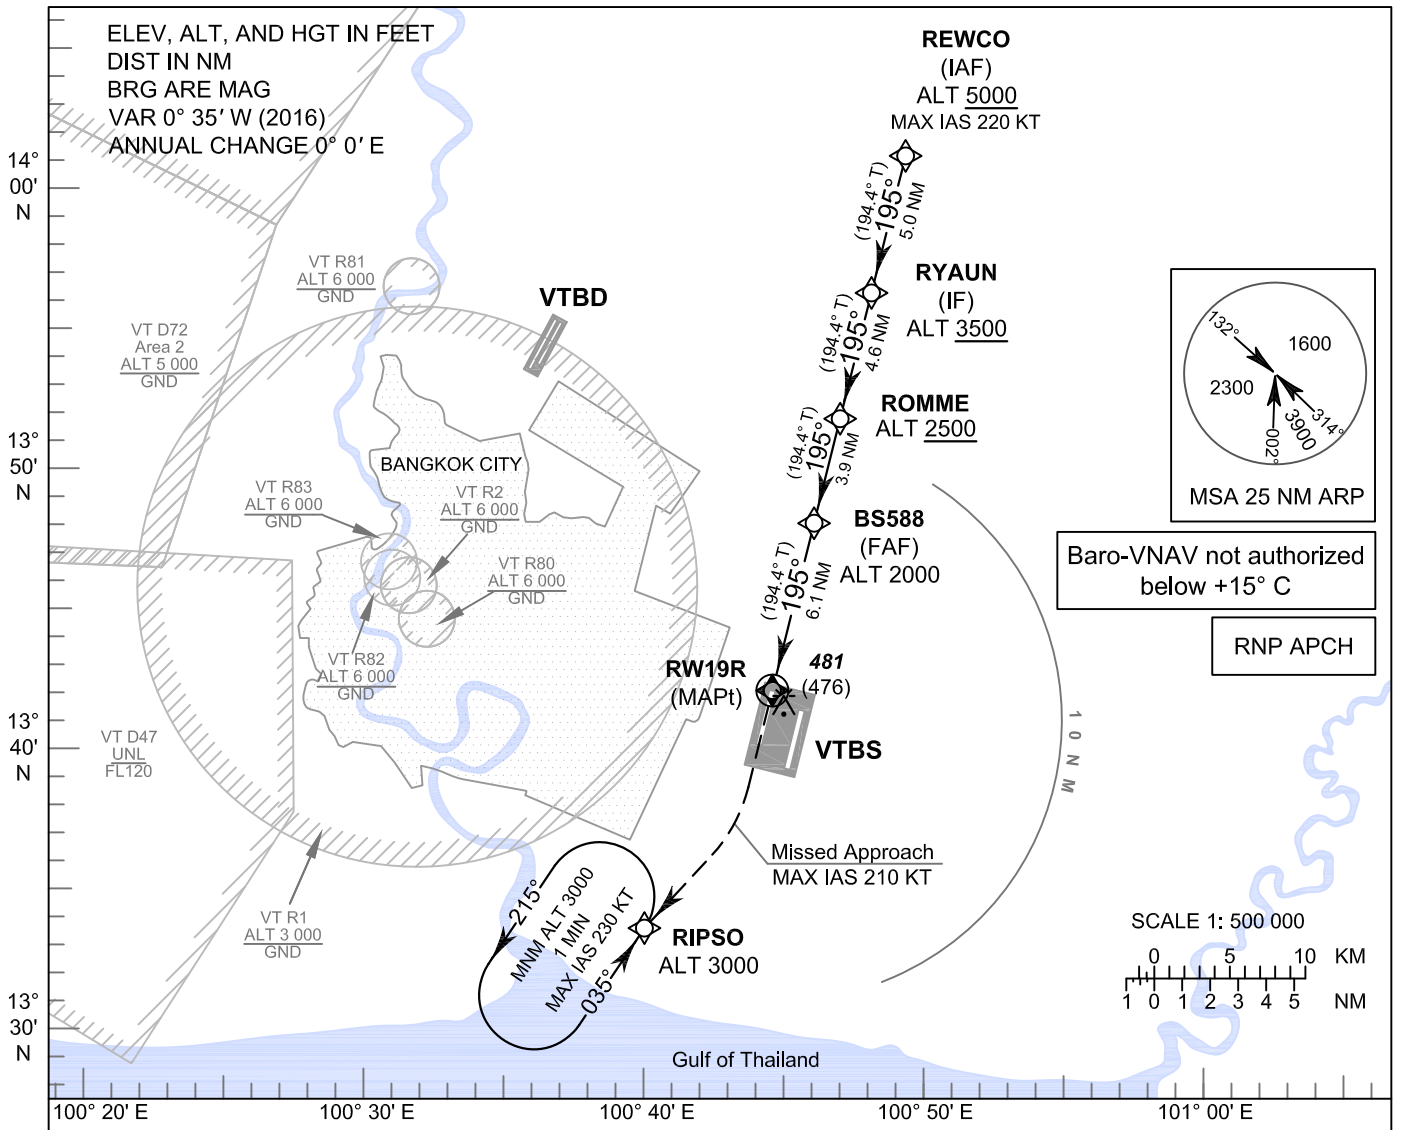 ELEV, ALT, AND HGT IN FEET
DIST IN NM
BRG ARE MAG
VAR 0° 35′ W (2016)
ANNUAL CHANGE 0° 0′ E
REWCO
(IAF)
ALT 5000
MAX IAS 220 KT
(194.4° T)
195°
5.0 NM
RYAUN
(IF)
ALT 3500
(194.4° T)
195°
4.6 NM
ROMME
ALT 2500
(194.4° T)
195°
3.9 NM
BS588
(FAF)
ALT 2000
(194.4° T)
195°
6.1 NM
RW19R
(MAPt)
481
(476)
VTBS
VTBD
BANGKOK CITY
VT R81
ALT 6 000
GND
VT D72
Area 2
ALT 5 000
GND
VT R83
ALT 6 000
GND
VT R2
ALT 6 000
GND
VT R80
ALT 6 000
GND
VT R82
ALT 6 000
GND
VT D47
UNL
FL120
VT R1
ALT 3 000
GND
132°
1600
2300
3900
314°
002°
MSA 25 NM ARP
Baro-VNAV not authorized
below +15° C
RNP APCH
10 NM
Missed Approach
MAX IAS 210 KT
215°
MNM ALT 3000
1 MIN
MAX IAS 230 KT
035°
RIPSO
ALT 3000
SCALE 1: 500 000
0 5 10 KM
1 0 1 2 3 4 5 NM
Gulf of Thailand
14°
00'
N
13°
50'
N
13°
40'
N
13°
30'
N
100° 20' E
100° 30' E
100° 40' E
100° 50' E
101° 00' E